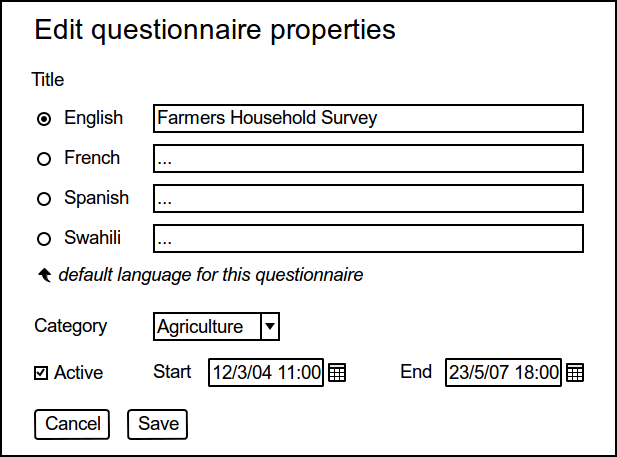 Edit questionnaire properties
Title
English Farmers Household Survey
French ...
Spanish ...
Swahili ...
default language for this questionnaire
Category Agriculture
Active Start 12/3/04 11:00 End 23/5/07 18:00
Cancel Save